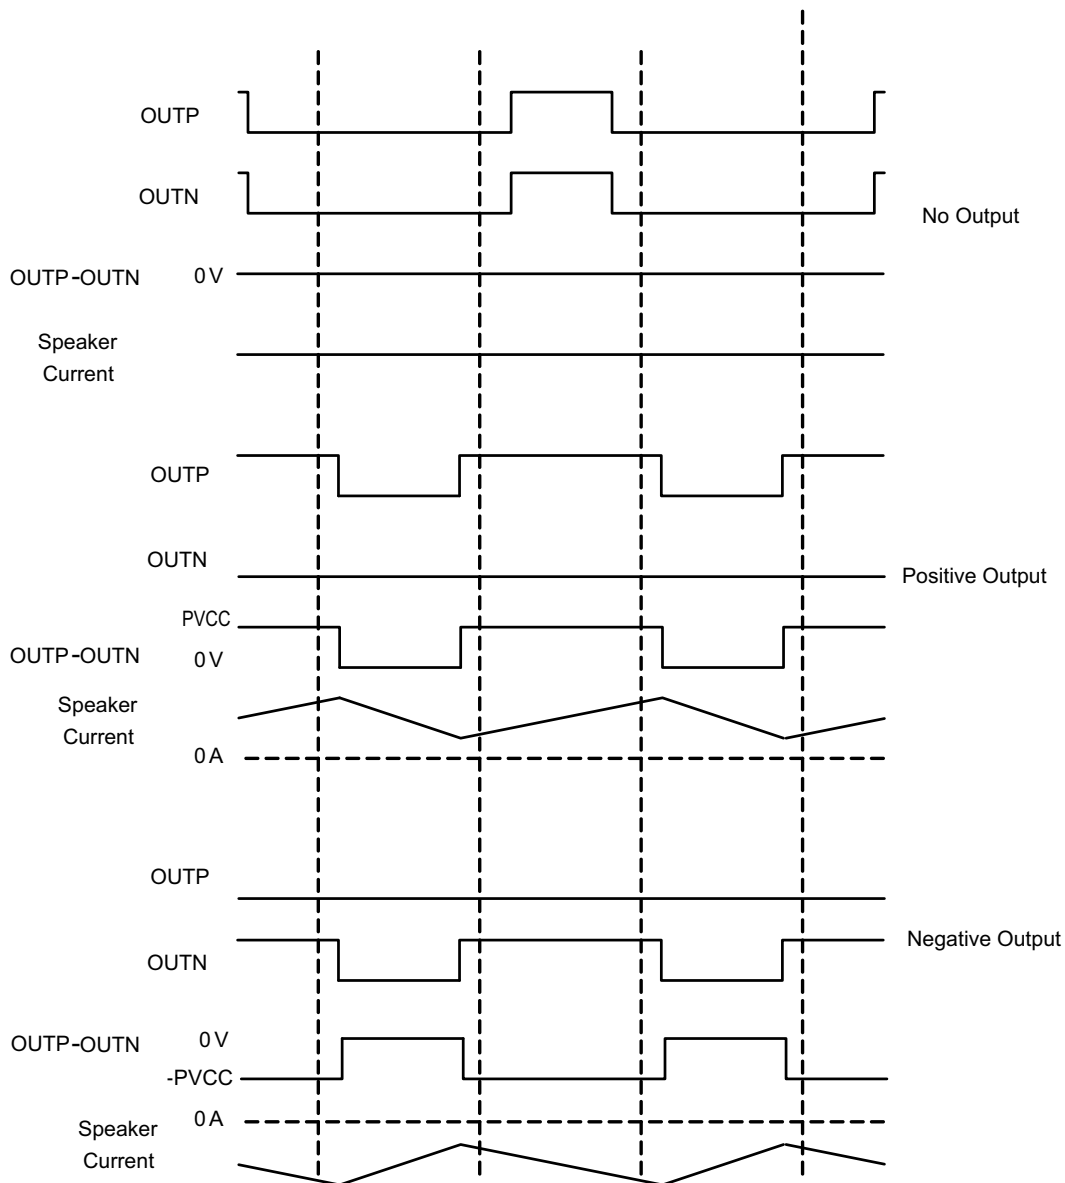 OUTP
OUTN
No Output
OUTP-OUTN 0 V
Speaker
Current
OUTP
OUTN
Positive Output
PVCC
OUTP-OUTN 0 V
Speaker
Current
0 A
OUTP
Negative Output
OUTN
OUTP-OUTN 0 V
-PVCC
0 A
Speaker
Current